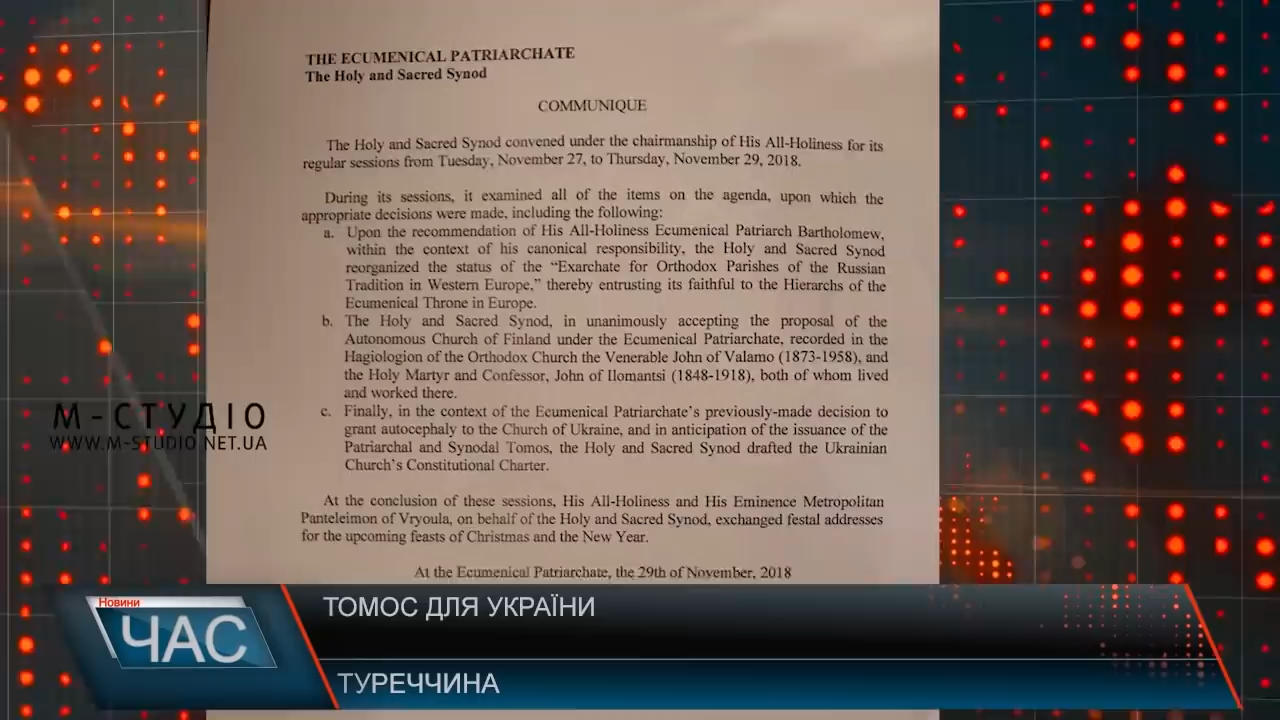 THE ECUMENICAL PATRIARCHATE
The Holy and Sacred Synod
COMMUNIQUE
The Holy and Sacred Synod convened under the chairmanship of His All-Holiness for its
regular sessions from Tuesday, November 27, to Thursday, November 29, 2018.
During its sessions, it examined all of the items on the agenda, upon which the
appropriate decisions were made, including the following:
a. Upon the recommendation of His All-Holiness Ecumenical Patriarch Bartholomew,
within the context of his canonical responsibility, the Holy and Sacred Synod
reorganized the status of the “Exarchate for Orthodox Parishes of the Russian
Tradition in Western Europe,” thereby entrusting its faithful to the Hierarchs of the
Ecumenical Throne in Europe.
b. The Holy and Sacred Synod, in unanimously accepting the proposal of the
Autonomous Church of Finland under the Ecumenical Patriarchate, recorded in the
Hagiologion of the Orthodox Church the Venerable John of Valamo (1873-1958), and
the Holy Martyr and Confessor, John of Ilomantsi (1848-1918), both of whom lived
and worked there.
c. Finally, in the context of the Ecumenical Patriarchate’s previously-made decision to
grant autocephaly to the Church of Ukraine, and in anticipation of the issuance of the
Patriarchal and Synodal Tomos, the Holy and Sacred Synod drafted the Ukrainian
Church’s Constitutional Charter.
At the conclusion of these sessions, His All-Holiness and His Eminence Metropolitan
Panteleimon of Vryoula, on behalf of the Holy and Sacred Synod, exchanged festal addresses
for the upcoming feasts of Christmas and the New Year.
At the Ecumenical Patriarchate, the 29th of November, 2018
М-СТУДІО
WWW.M-STUDIO.NET.UA
Новини
ЧАС
ТОМОС ДЛЯ УКРАЇНИ
ТУРЕЧЧИНА